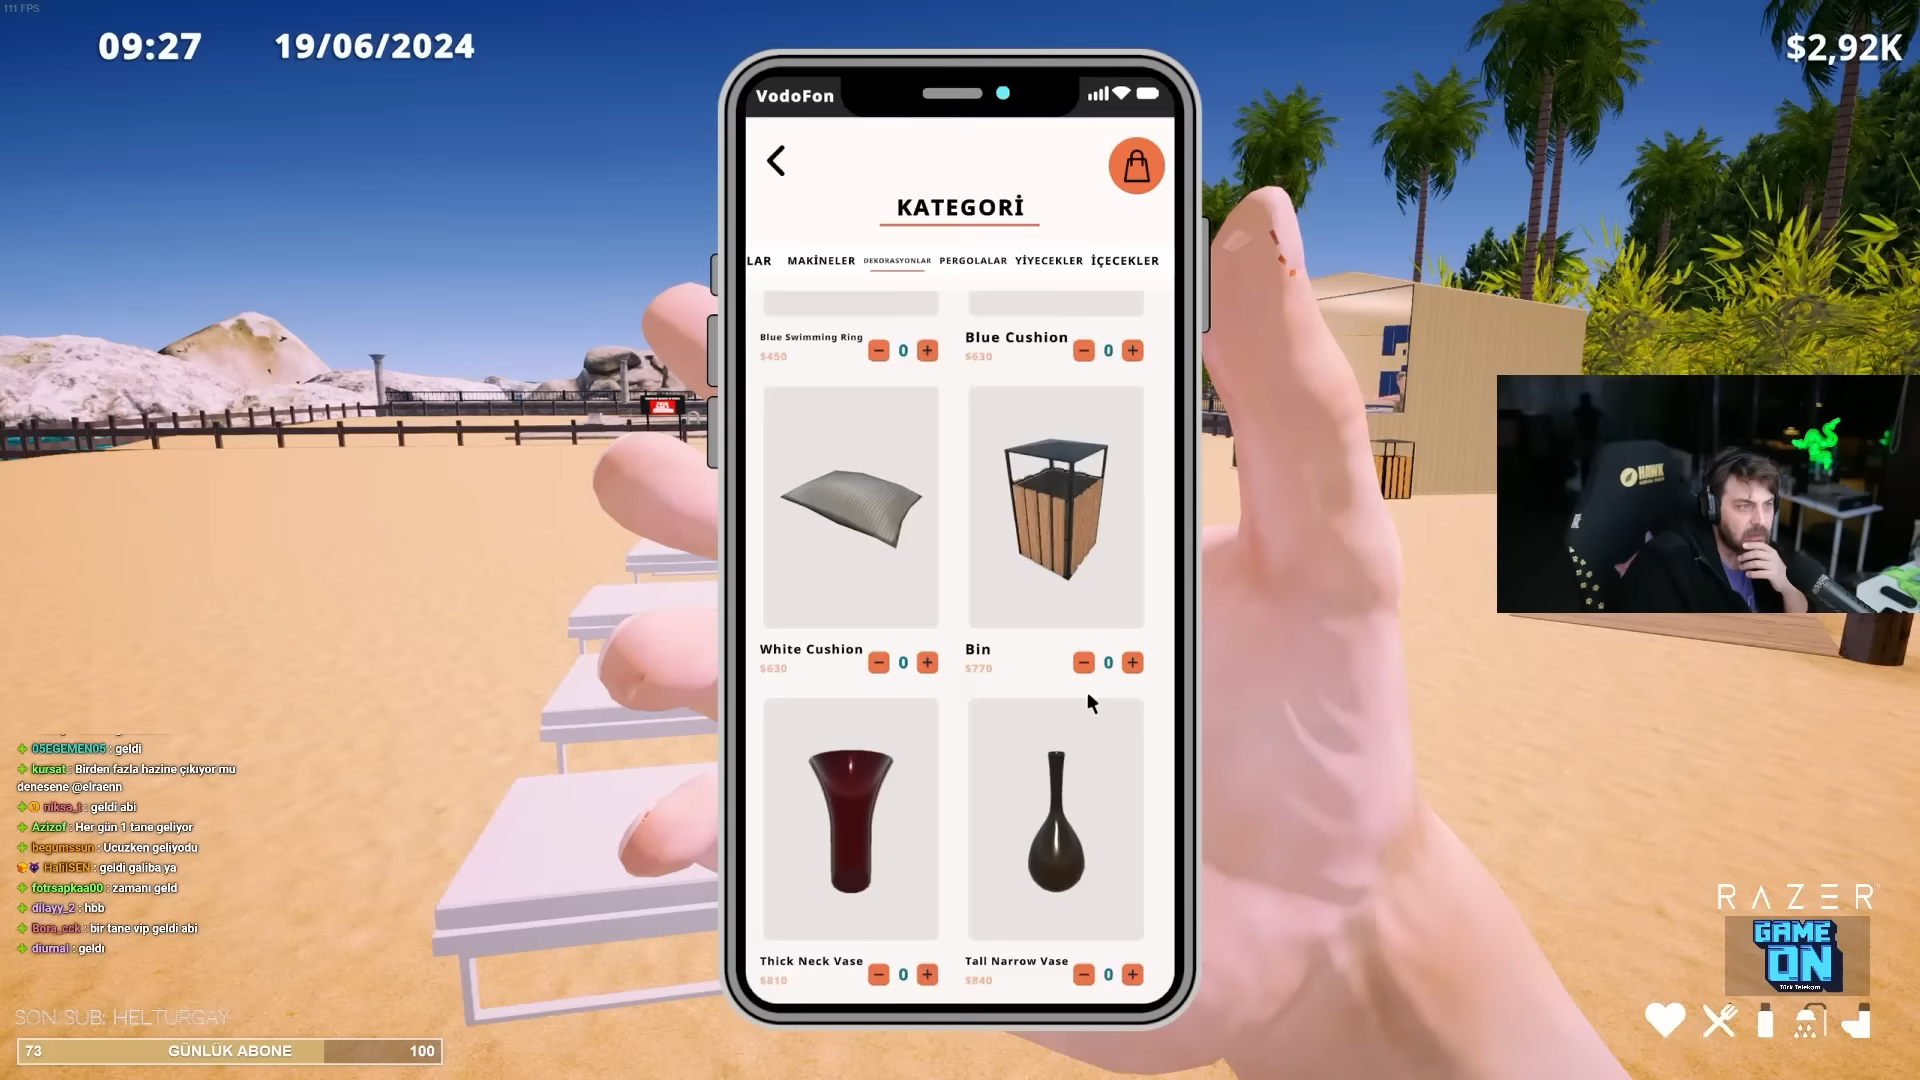 111 FPS
09:27
19/06/2024
$2,92K
VodoFon
KATEGORİ
LAR MAKİNELER DEKORASYONLAR PERGOLALAR YİYECEKLER İÇECEKLER
Blue Swimming Ring
$450
0
Blue Cushion
$630
0
White Cushion
$630
0
Bin
$770
0
Thick Neck Vase
$810
0
Tall Narrow Vase
$840
0
HAWK
05EGEMEN05 : geldi
kursat : Birden fazla hazine çıkıyor mu
denesene @elraenn
niksa_t : geldi abi
Azizof : Her gün 1 tane geliyor
begumssun : Ucuzken geliyodu
HalilSEN : geldi galiba ya
fotrsapkaa00 : zamanı geld
dilayy_2 : hbb
Bora_cck : bir tane vip geldi abi
diurnal : geldı
SON SUB: HELTURGAY
73 GÜNLÜK ABONE 100
RAZER
GAME
ON
Türk Telekom